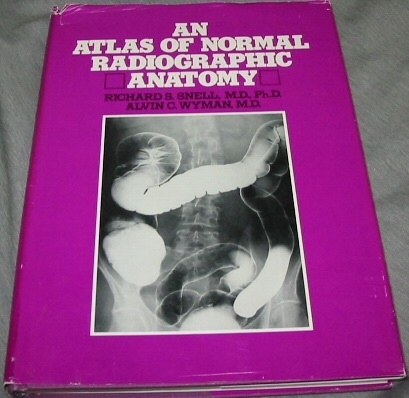 AN
ATLAS OF NORMAL
RADIOGRAPHIC
ANATOMY
RICHARD S. SNELL, M.D., Ph.D.
ALVIN C. WYMAN, M.D.